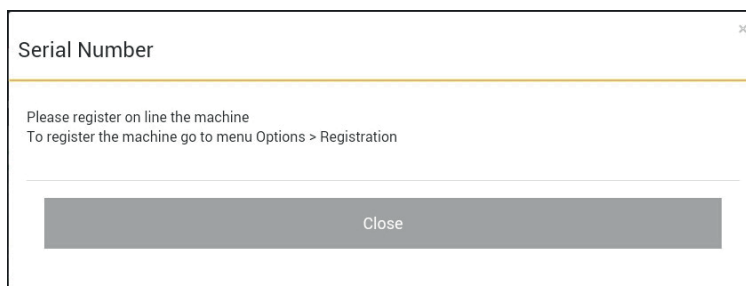 ×
Serial Number
Please register on line the machine
To register the machine go to menu Options > Registration
Close